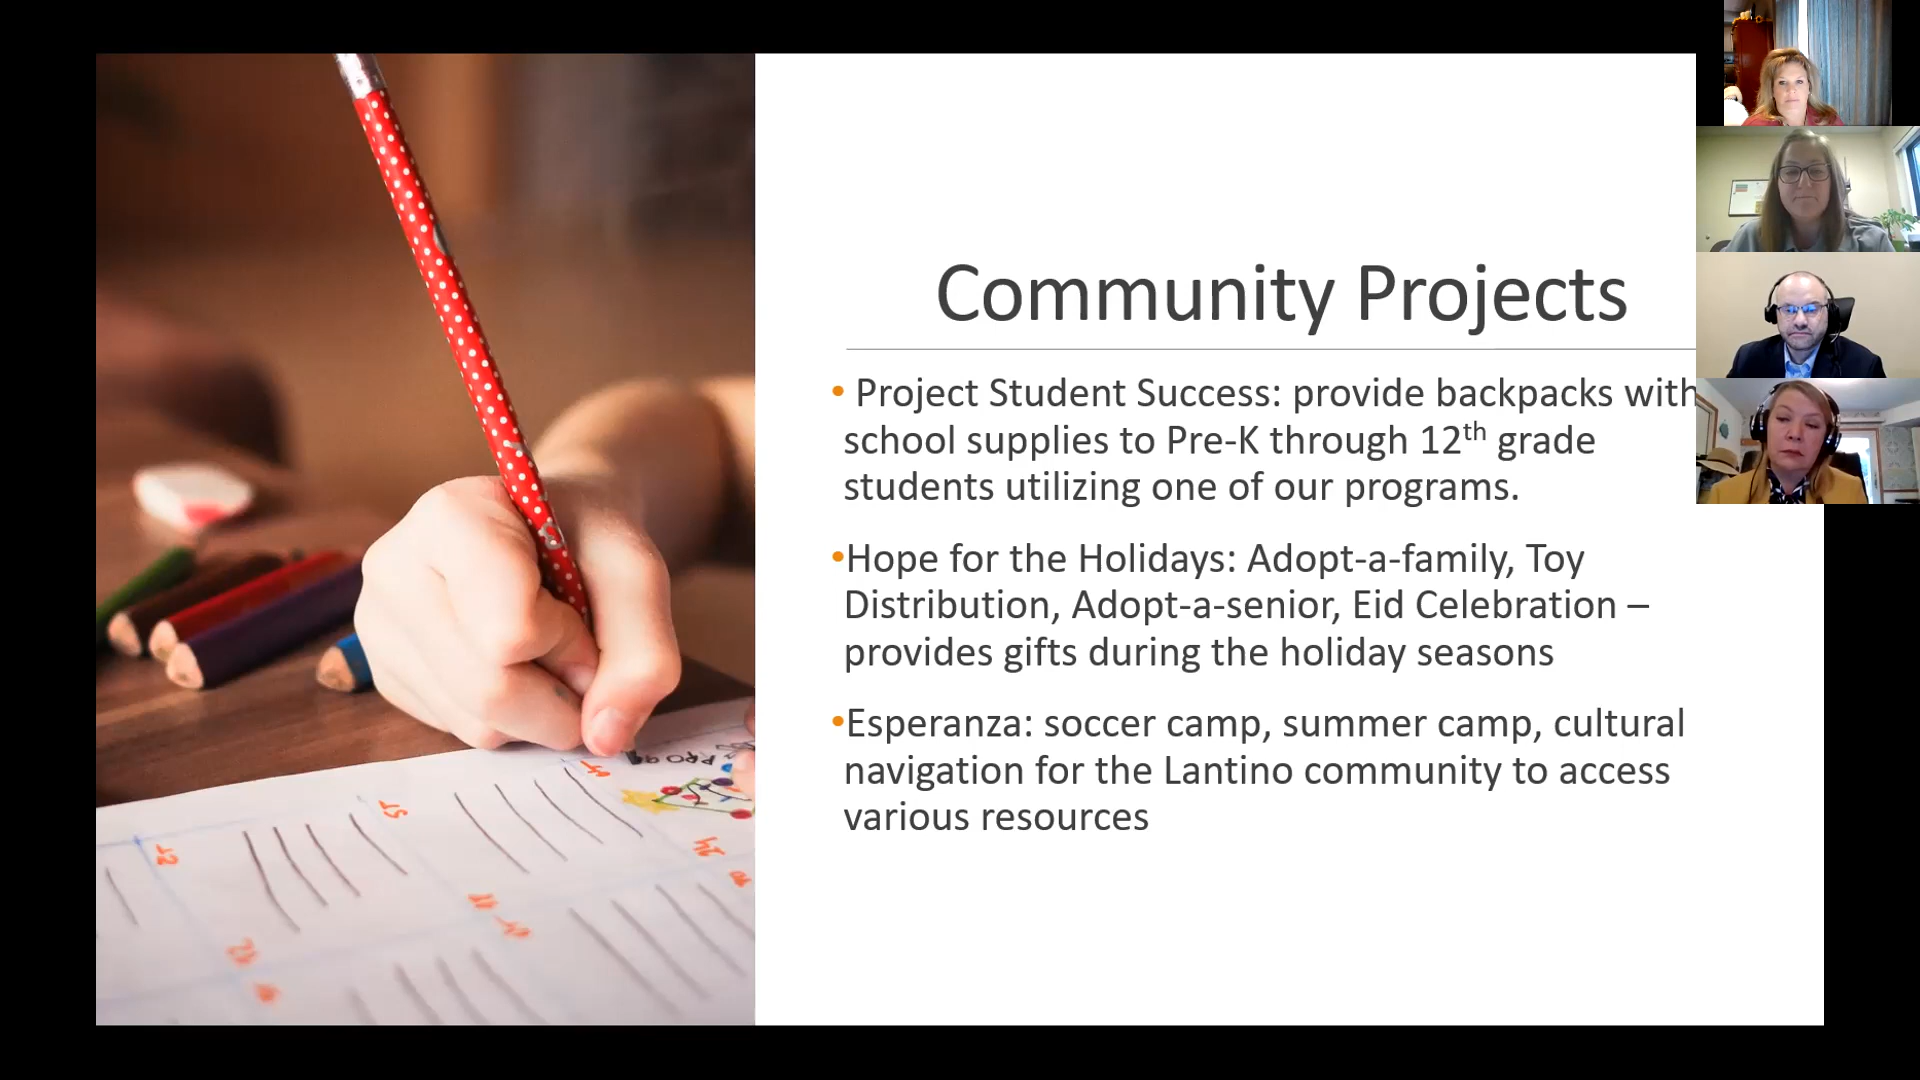 Community Projects
• Project Student Success: provide backpacks with
school supplies to Pre-K through 12th grade
students utilizing one of our programs.
•Hope for the Holidays: Adopt-a-family, Toy
Distribution, Adopt-a-senior, Eid Celebration –
provides gifts during the holiday seasons
•Esperanza: soccer camp, summer camp, cultural
navigation for the Lantino community to access
various resources